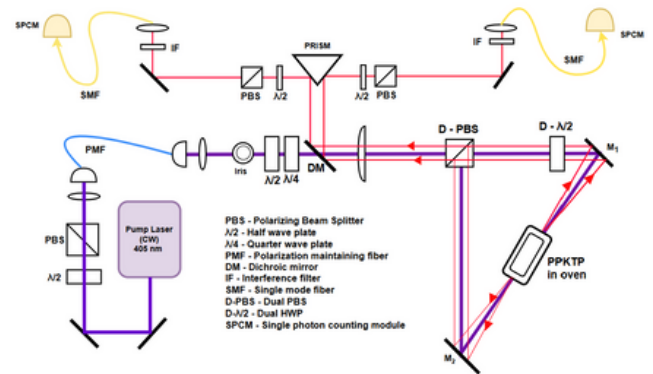 SPCM
IF
SMF
PRISM
PBS
λ/2
λ/2
PBS
IF
SMF
SPCM
PMF
Iris
λ/2
λ/4
DM
D - PBS
D - λ/2
M1
PBS
λ/2
Pump Laser
(CW)
405 nm
PPKTP
in oven
M2
PBS - Polarizing Beam Splitter
λ/2 - Half wave plate
λ/4 - Quarter wave plate
PMF - Polarization maintaining fiber
DM - Dichroic mirror
IF - Interference filter
SMF - Single mode fiber
D-PBS - Dual PBS
D-λ/2 - Dual HWP
SPCM - Single photon counting module